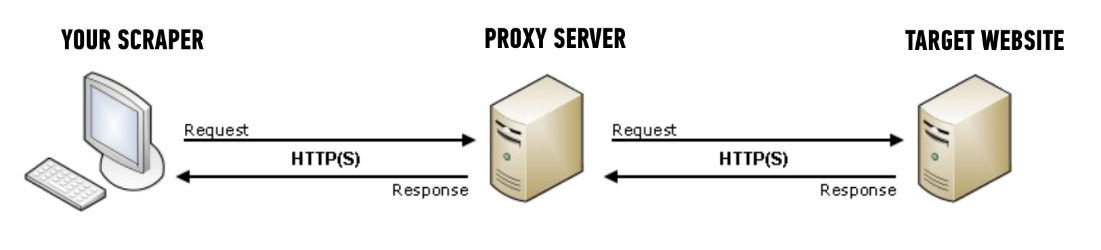 YOUR SCRAPER
PROXY SERVER
TARGET WEBSITE
Request
HTTP(S)
Response
Request
HTTP(S)
Response